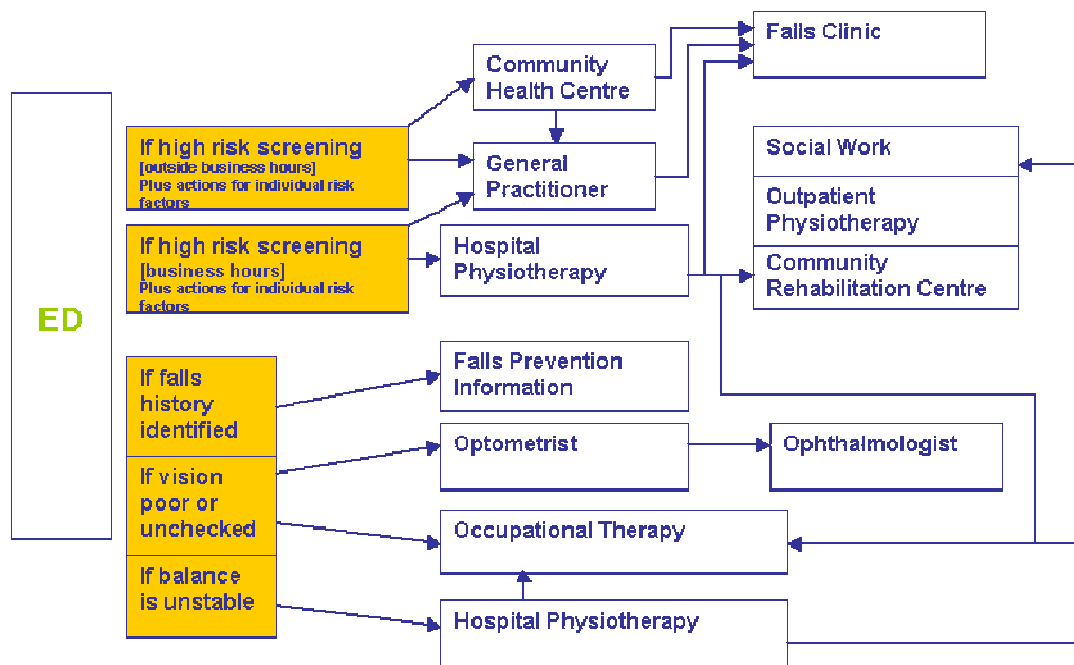 ED
If high risk screening
[outside business hours]
Plus actions for individual risk
factors
If high risk screening
[business hours]
Plus actions for individual risk
factors
If falls
history
identified
If vision
poor or
unchecked
If balance
is unstable
Community
Health Centre
General
Practitioner
Hospital
Physiotherapy
Falls Prevention
Information
Optometrist
Occupational Therapy
Hospital Physiotherapy
Falls Clinic
Social Work
Outpatient
Physiotherapy
Community
Rehabilitation Centre
Ophthalmologist